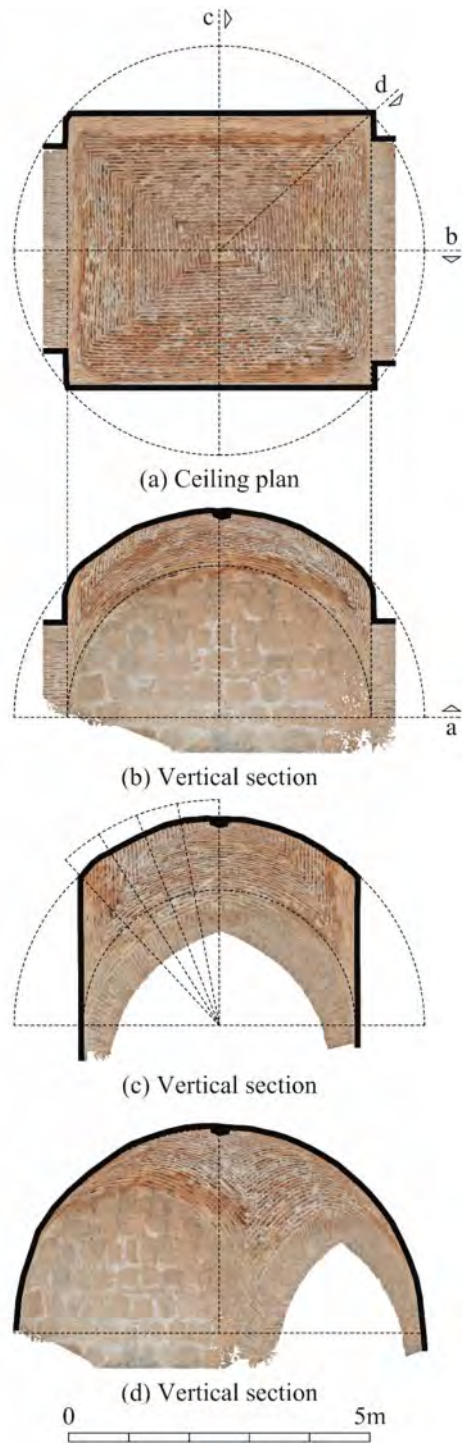 c
d
b
(a) Ceiling plan
a
(b) Vertical section
(c) Vertical section
(d) Vertical section
0 5m